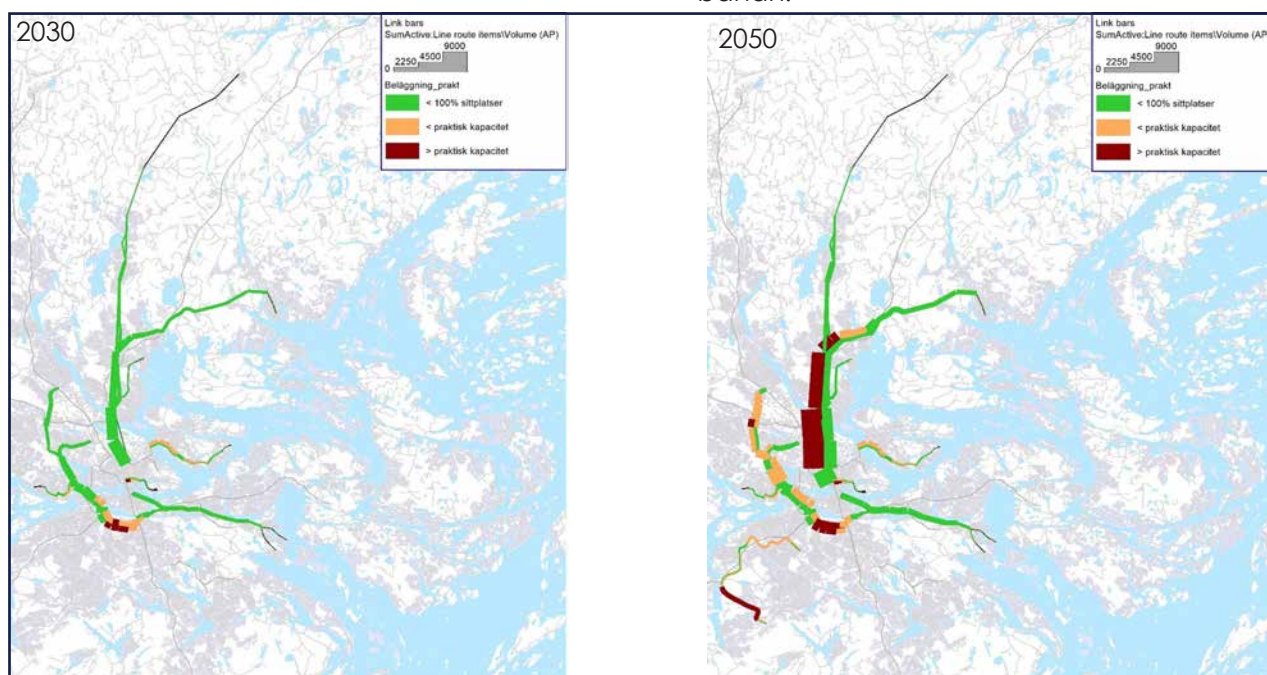 banan.
2030
Link bars
SumActive:Line route items\Volume (AP)
9000
4500
2250
0
Beläggning_prakt
< 100% sittplatser
< praktisk kapacitet
> praktisk kapacitet
2050
Link bars
SumActive:Line route items\Volume (AP
9000
4500
2250
0
Beläggning_prakt
< 100% sittplatser
< praktisk kapacitet
> praktisk kapacitet